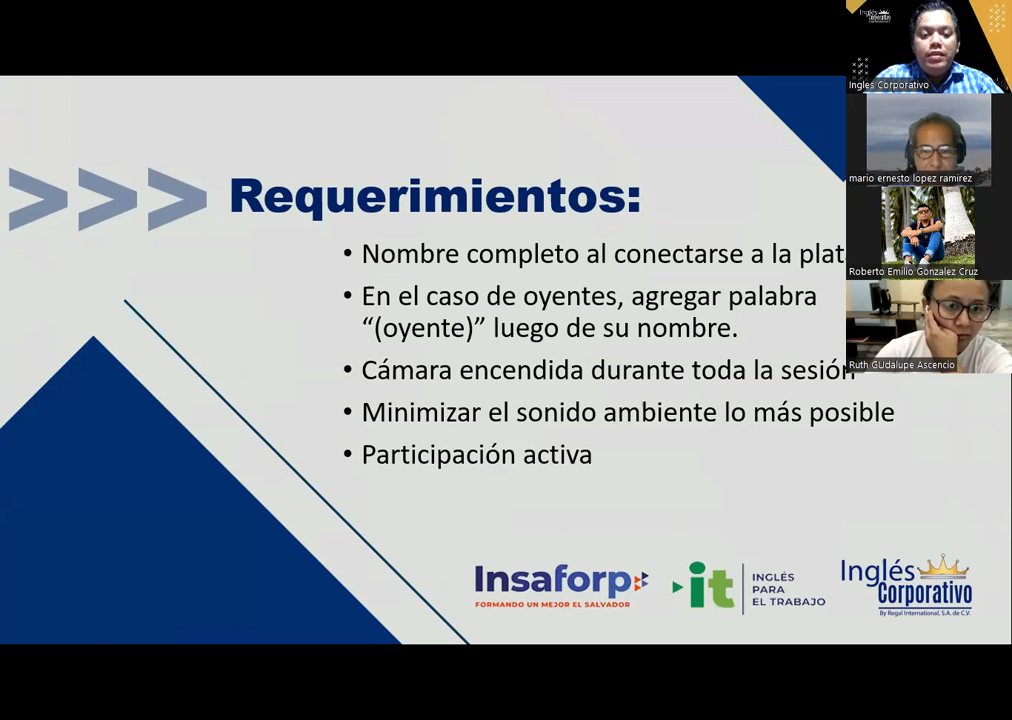 >>> Requerimientos:
• Nombre completo al conectarse a la plat
• En el caso de oyentes, agregar palabra
“(oyente)” luego de su nombre.
• Cámara encendida durante toda la sesión
• Minimizar el sonido ambiente lo más posible
• Participación activa
Insaforp
FORMANDO UN MEJOR EL SALVADOR
it
INGLÉS
PARA
EL TRABAJO
Inglés
Corporativo
By Regal International, S.A. de C.V.
Inglés
Corporativo
Ingles Corporativo
mario ernesto lopez ramirez
Roberto Emilio Gonzalez Cruz
Ruth GUdalupe Ascencio